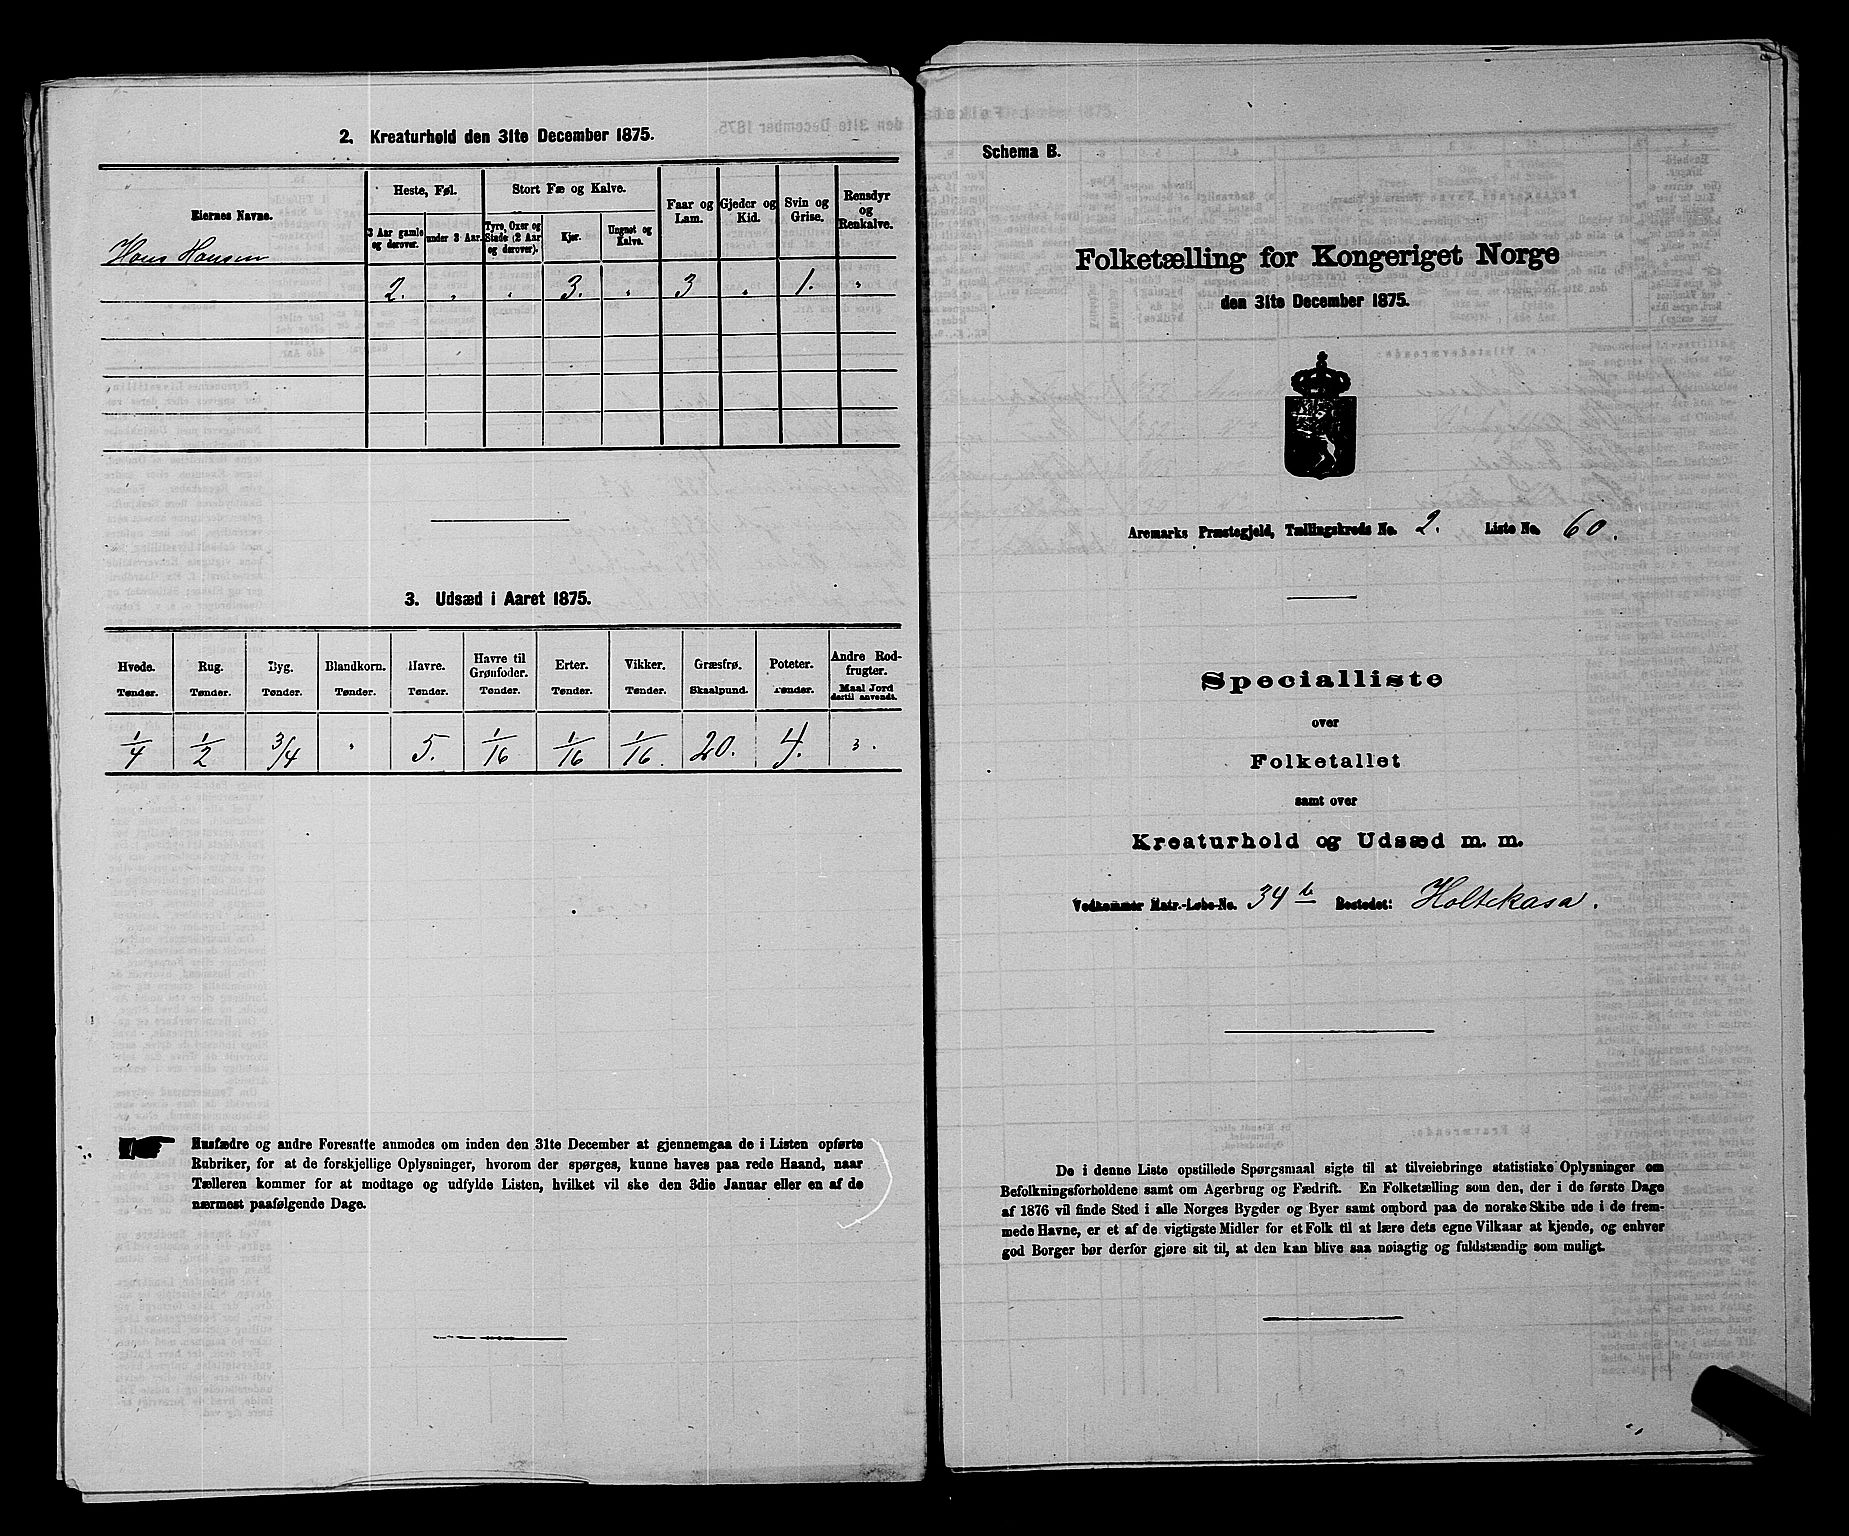 2. Kreaturhold den 31te December 1875.
Eiernes Navne. Heste, Føl. Stort Fæ og Kalve. Faar og Lam. Gjeder og Kid. Svin og Grise. Rensdyr og Renkalve.
3 Aar gamle og derover. under 3 Aar. Tyre, Oxer og Stude (2 Aar og derover). Kjør. Ungnøt og Kalve.
Hans Hansen
2. " " 3. " 3 " 1. "
3. Udsæd i Aaret 1875.
Hvede. Rug. Byg. Blandkorn. Havre. Havre til Grønfoder. Erter. Vikker. Græsfrø. Poteter. Andre Rodfrugter.
Tønder. Tønder. Tønder. Tønder. Tønder. Tønder. Tønder. Tønder. Skaalpund. Tønder. Maal Jord dertil anvendt.
1/4 1/2 3/4 " 5. 1/16 1/16 1/16. 20. 4.
Husfædre og andre Foresatte anmodes om inden den 31te December at gjennemgaa de i Listen opførte
Rubriker, for at de forskjellige Oplysninger, hvorom der spørges, kunne haves paa rede Haand, naar
Tælleren kommer for at modtage og udfylde Listen, hvilket vil ske den 3die Januar eller en af de
nærmest paafølgende Dage.
Schema B.
Folketælling for Kongeriget Norge
den 31te December 1875.
Aremarks Præstegjeld, Tællingskreds No. 2. Liste No. 60.
Specialliste
over
Folketallet
samt over
Kreaturhold og Udsæd m. m.
Vedkommer Matr.-Løbe-No. 34 b Bostedet: Holtekasa.
De i denne Liste opstillede Spørgsmaal sigte til at tilveiebringe statistiske Oplysninger om
Befolkningsforholdene samt om Agerbrug og Fædrift. En Folketælling som den, der i de første Dage
af 1876 vil finde Sted i alle Norges Bygder og Byer samt ombord paa de norske Skibe ude i de frem-
mede Havne, er et af de vigtigste Midler for et Folk til at lære dets egne Vilkaar at kjende, og enhver
god Borger bør derfor gjøre sit til, at den kan blive saa nøiagtig og fuldstændig som muligt.